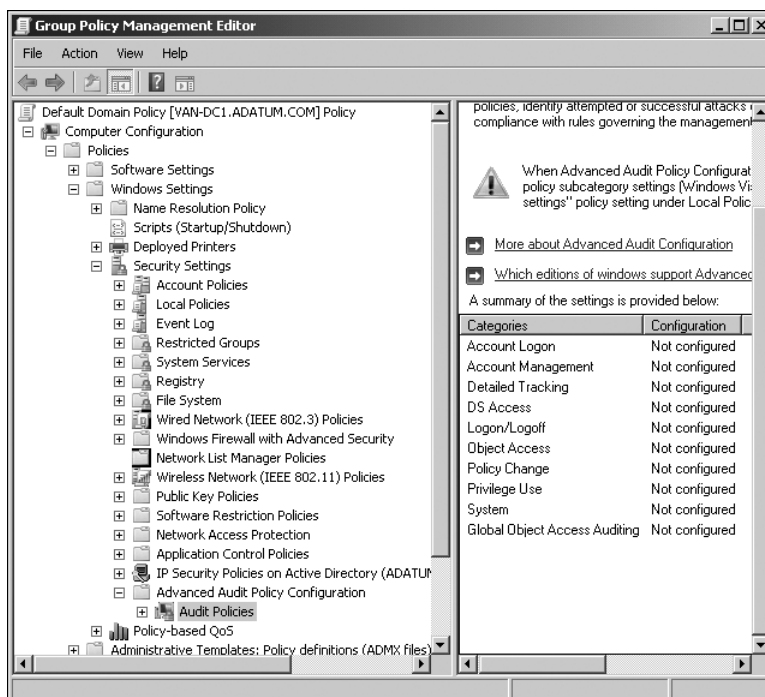 Group Policy Management Editor
File Action View Help
Default Domain Policy [VAN-DC1.ADATUM.COM] Policy
Computer Configuration
Policies
Software Settings
Windows Settings
Name Resolution Policy
Scripts (Startup/Shutdown)
Deployed Printers
Security Settings
Account Policies
Local Policies
Event Log
Restricted Groups
System Services
Registry
File System
Wired Network (IEEE 802.3) Policies
Windows Firewall with Advanced Security
Network List Manager Policies
Wireless Network (IEEE 802.11) Policies
Public Key Policies
Software Restriction Policies
Network Access Protection
Application Control Policies
IP Security Policies on Active Directory (ADATUM
Advanced Audit Policy Configuration
Audit Policies
Policy-based QoS
Administrative Templates: Policy definitions (ADMX files)
policies, identify attempted or successful attacks
compliance with rules governing the management
When Advanced Audit Policy Configurat
policy subcategory settings (Windows Vis
settings" policy setting under Local Polic
More about Advanced Audit Configuration
Which editions of windows support Advanced
A summary of the settings is provided below:
Categories Configuration
Account Logon Not configured
Account Management Not configured
Detailed Tracking Not configured
DS Access Not configured
Logon/Logoff Not configured
Object Access Not configured
Policy Change Not configured
Privilege Use Not configured
System Not configured
Global Object Access Auditing Not configured